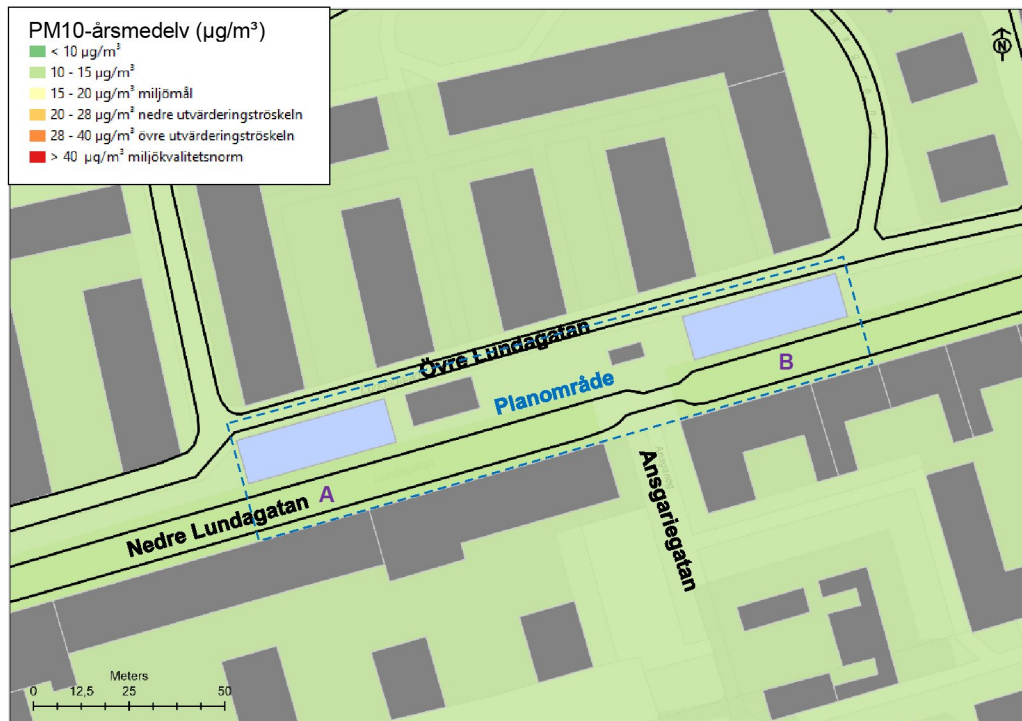 PM10-årsmedelv (µg/m³)
< 10 µg/m³
10 - 15 µg/m³
15 - 20 µg/m³ miljömål
20 - 28 µg/m³ nedre utvärderingströskeln
28 - 40 µg/m³ övre utvärderingströskeln
> 40 µg/m³ miljökvalitetsnorm
N
Övre Lundagatan
B
Planområde
A
Nedre Lundagatan
Ansgariegatan
Meters
0 12,5 25 50